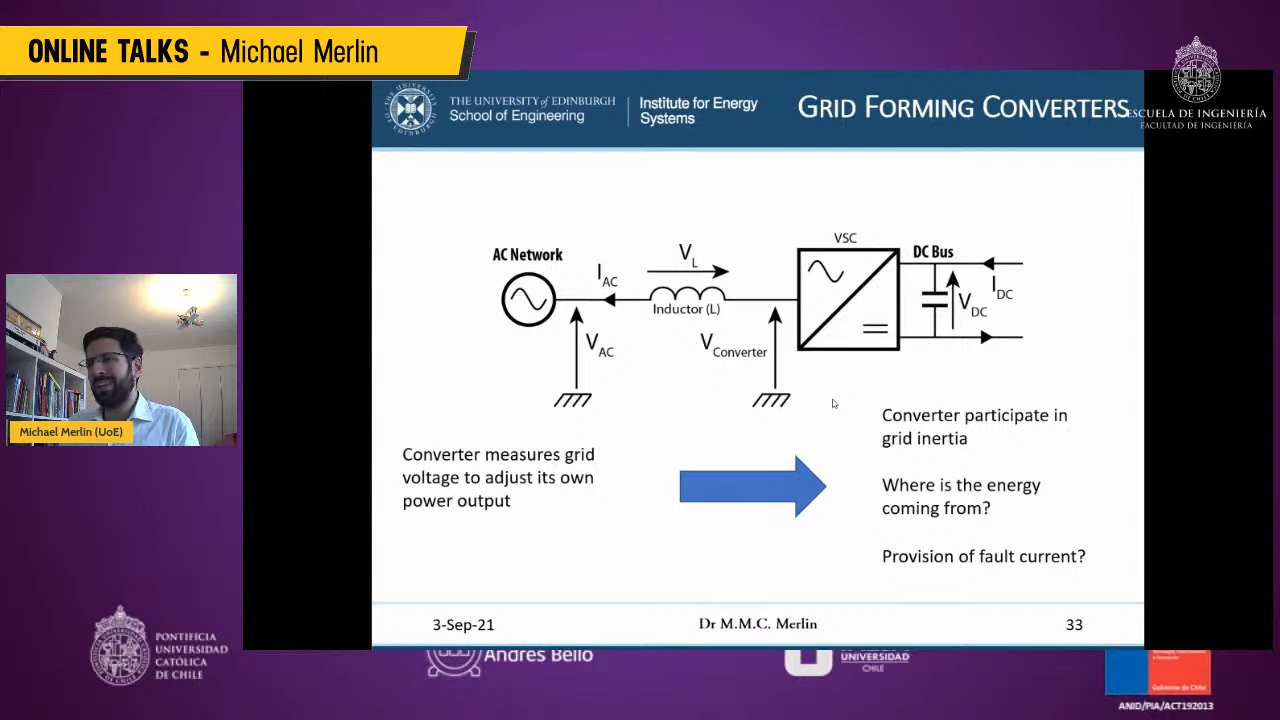 ONLINE TALKS - Michael Merlin
THE UNIVERSITY of EDINBURGH
School of Engineering
Institute for Energy
Systems
GRID FORMING CONVERTERS
ESCUELA DE INGENIERÍA
FACULTAD DE INGENIERÍA
AC Network
I AC
V L
Inductor (L)
V AC
V Converter
VSC
DC Bus
I DC
V DC
Converter measures grid
voltage to adjust its own
power output
Converter participate in
grid inertia
Where is the energy
coming from?
Provision of fault current?
Michael Merlin (UoE)
3-Sep-21
Dr M.M.C. Merlin
33
PONTIFICIA
UNIVERSIDAD
CATÓLICA
DE CHILE
Andres Bello
UNIVERSIDAD
CHILE
Gobierno de Chile
ANID/PIA/ACT192013